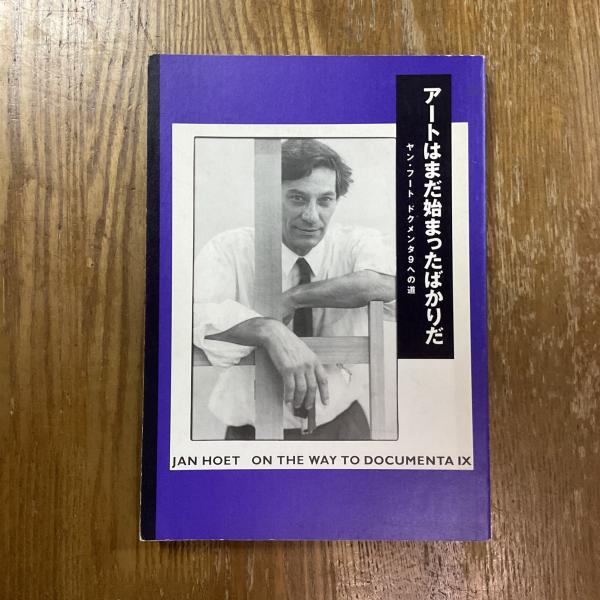 アートはまだ始まったばかりだ
ヤン・フート ドクメンタ9への道
JAN HOET ON THE WAY TO DOCUMENTA IX